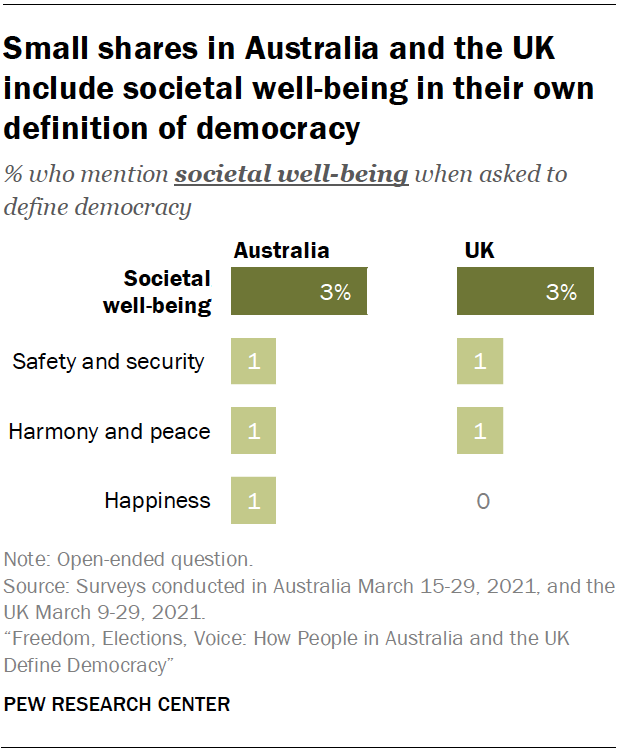 Small shares in Australia and the UK
include societal well-being in their own
definition of democracy
% who mention societal well-being when asked to
define democracy
Australia UK
Societal
well-being 3% 3%
Safety and security 1 1
Harmony and peace 1 1
Happiness 1 0
Note: Open-ended question.
Source: Surveys conducted in Australia March 15-29, 2021, and the
UK March 9-29, 2021.
“Freedom, Elections, Voice: How People in Australia and the UK
Define Democracy”
PEW RESEARCH CENTER